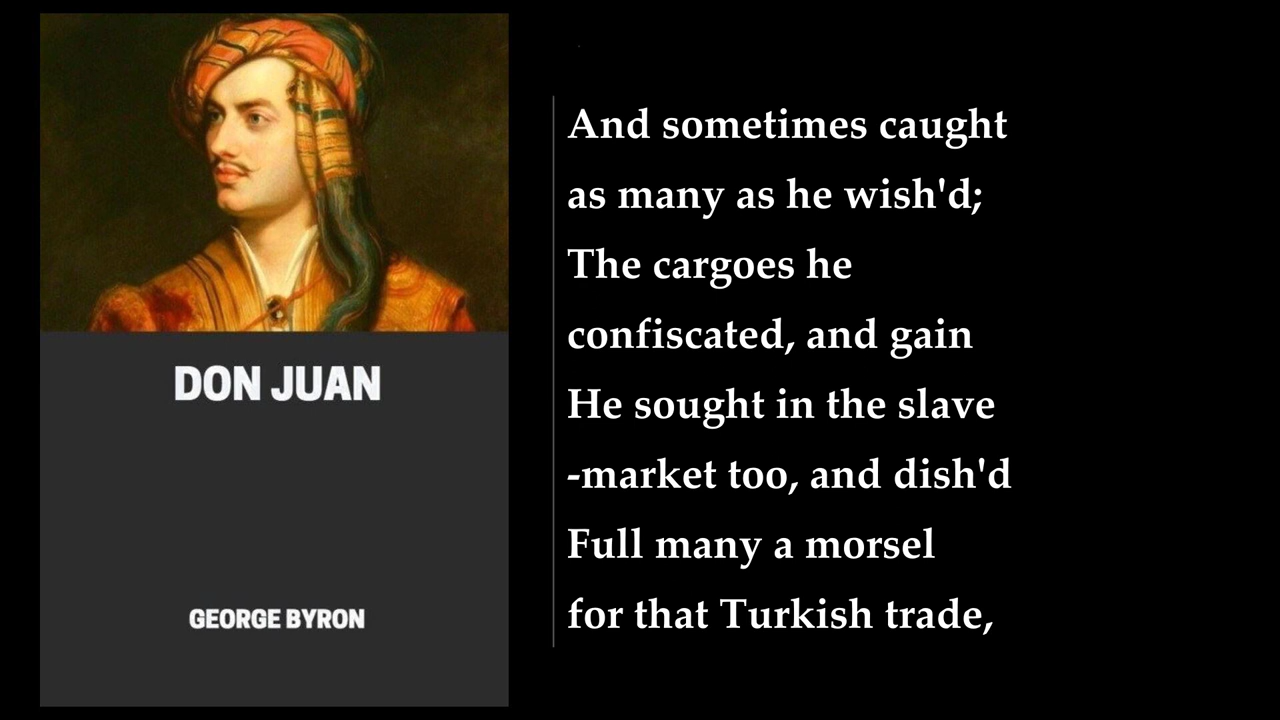 DON JUAN
GEORGE BYRON
And sometimes caught
as many as he wish'd;
The cargoes he
confiscated, and gain
He sought in the slave
-market too, and dish'd
Full many a morsel
for that Turkish trade,